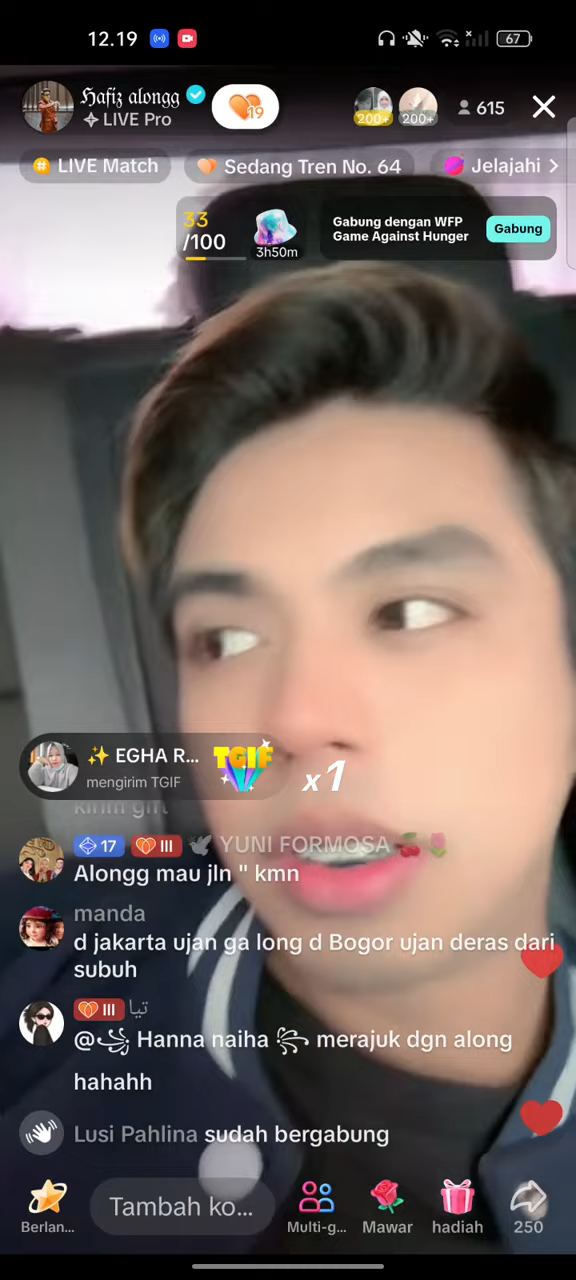 12.19
67
Hafiz alongg
LIVE Pro
19
200+
200+
615
LIVE Match
Sedang Tren No. 64
Jelajahi
33
/100
3h50m
Gabung dengan WFP
Game Against Hunger
Gabung
✨ EGHA R...
mengirim TGIF
TGIF
x1
kirim gift
17 III 🕊 YUNI FORMOSA 🍒🌷
Alongg mau jln " kmn
manda
d jakarta ujan ga long d Bogor ujan deras dari
subuh
III تيا
@꧁ Hanna naiha ꧂ merajuk dgn along
hahahh
Lusi Pahlina sudah bergabung
Berlan...
Tambah ko...
Multi-g...
Mawar
hadiah
250